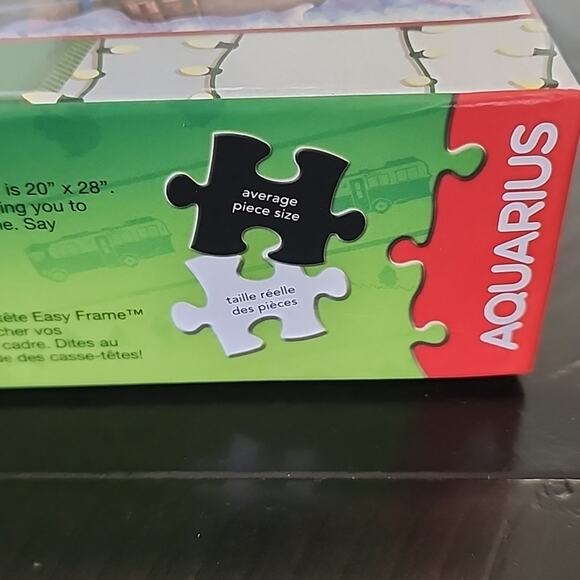 is 20" x 28".
ing you to
e. Say
average
piece size
taille réelle
des pièces
ête Easy Frame™
cher vos
cadre. Dites au
e des casse-têtes!
AQUARIUS